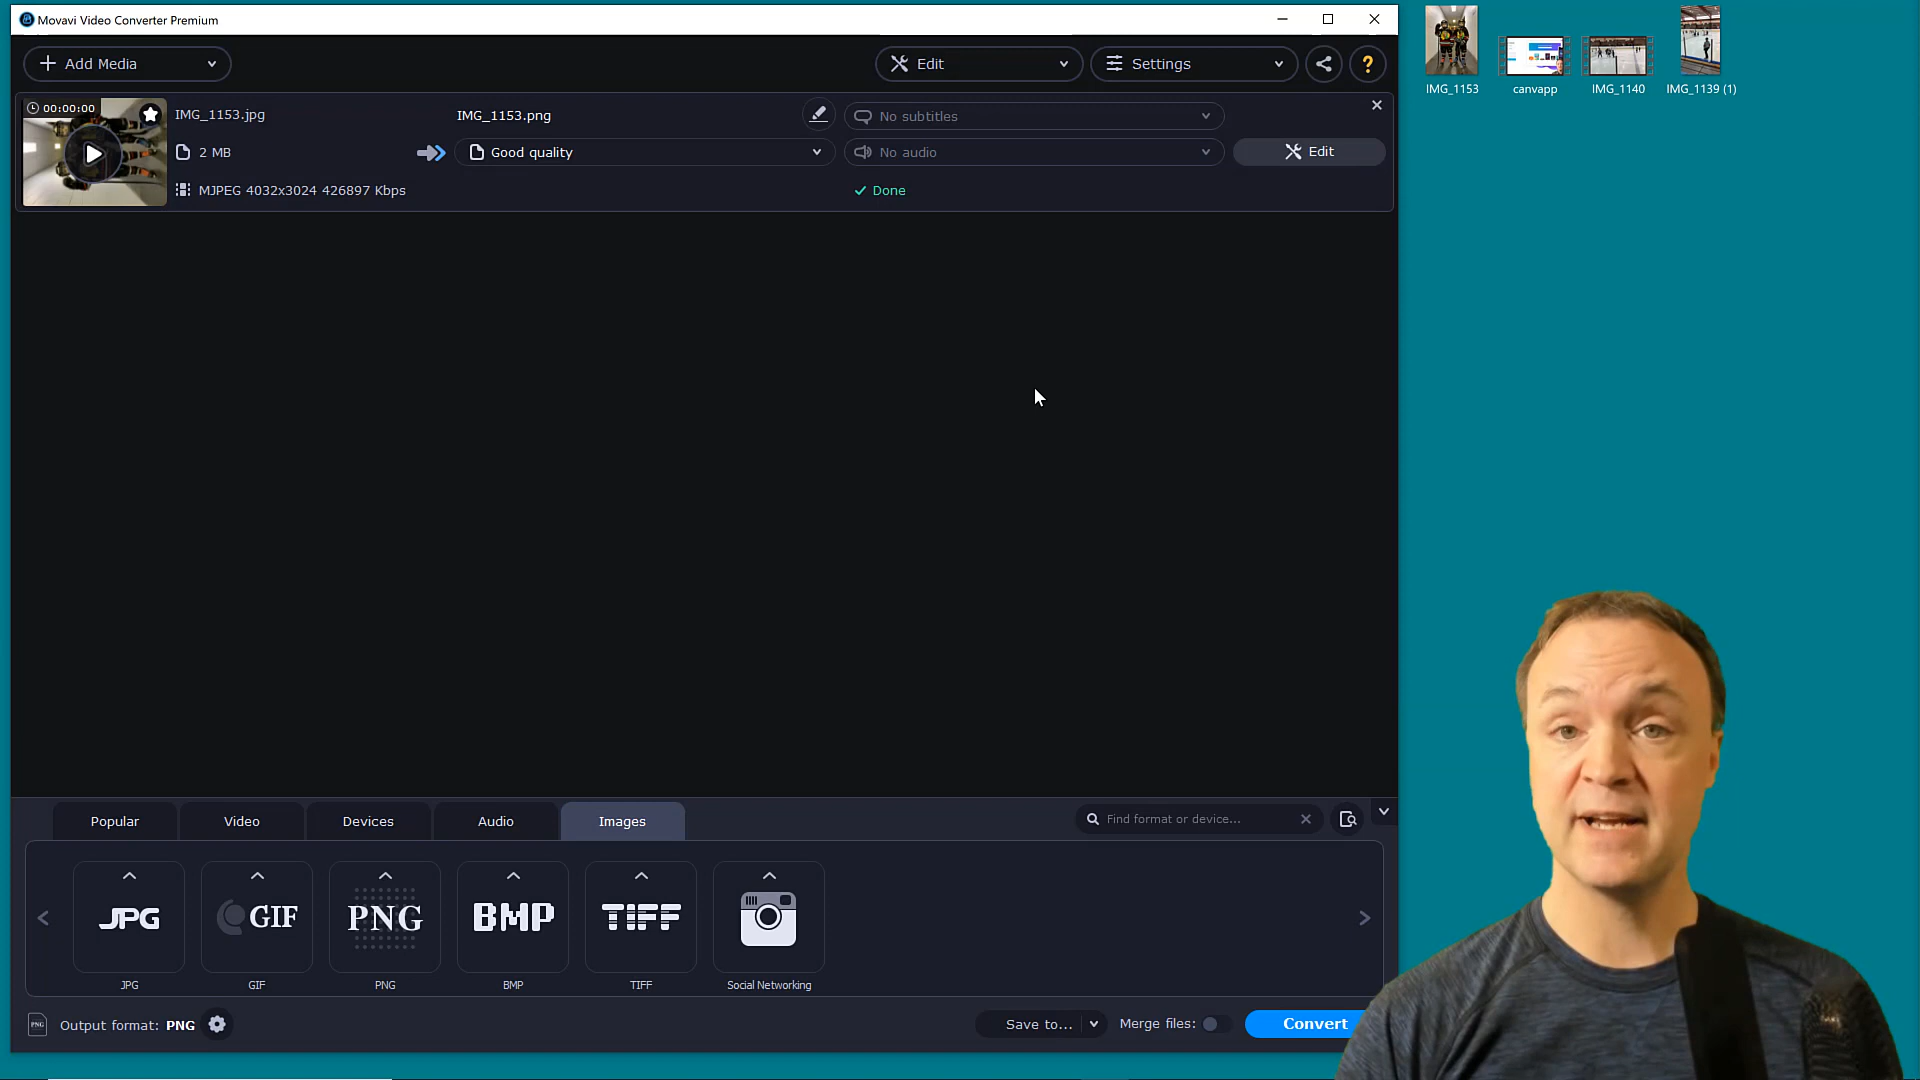 Movavi Video Converter Premium
Add Media
Edit
Settings
?
00:00:00
IMG_1153.jpg
IMG_1153.png
No subtitles
2 MB
Good quality
No audio
Edit
MJPEG 4032x3024 426897 Kbps
Done
IMG_1153
canvapp
IMG_1140
IMG_1139 (1)
Popular
Video
Devices
Audio
Images
Find format or device...
JPG
GIF
PNG
BMP
TIFF
JPG
GIF
PNG
BMP
TIFF
Social Networking
PNG
Output format: PNG
Save to...
Merge files:
Convert